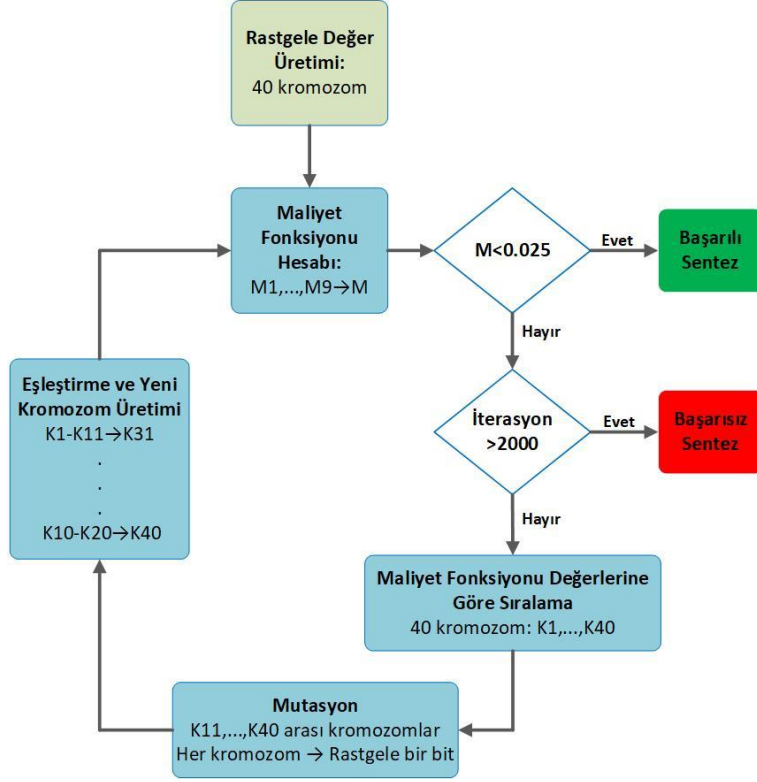 Rastgele Değer
Üretimi:
40 kromozom
Maliyet
Fonksiyonu
Hesabı:
M1,...,M9→M
M<0.025
Evet
Başarılı
Sentez
Hayır
İterasyon
>2000
Evet
Başarısız
Sentez
Hayır
Maliyet Fonksiyonu Değerlerine
Göre Sıralama
40 kromozom: K1,...,K40
Mutasyon
K11,...,K40 arası kromozomlar
Her kromozom → Rastgele bir bit
Eşleştirme ve Yeni
Kromozom Üretimi
K1-K11→K31
.
.
.
K10-K20→K40